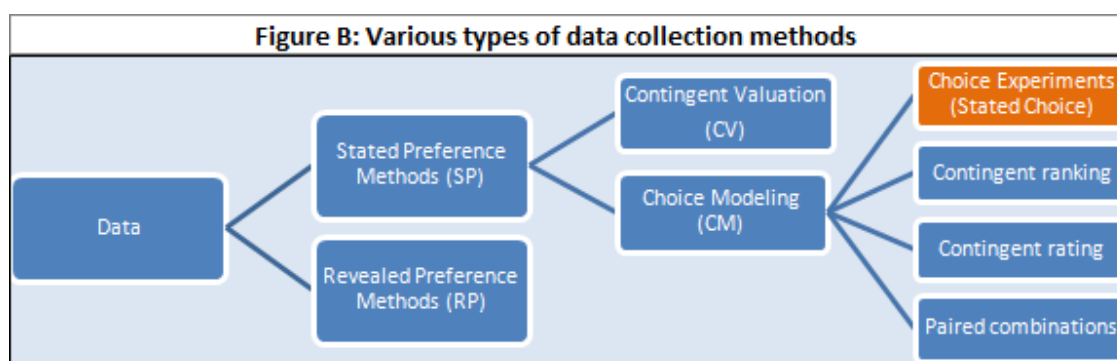 Figure B: Various types of data collection methods
Data
Stated Preference
Methods (SP)
Revealed Preference
Methods (RP)
Contingent Valuation
(CV)
Choice Modeling
(CM)
Choice Experiments
(Stated Choice)
Contingent ranking
Contingent rating
Paired combinations